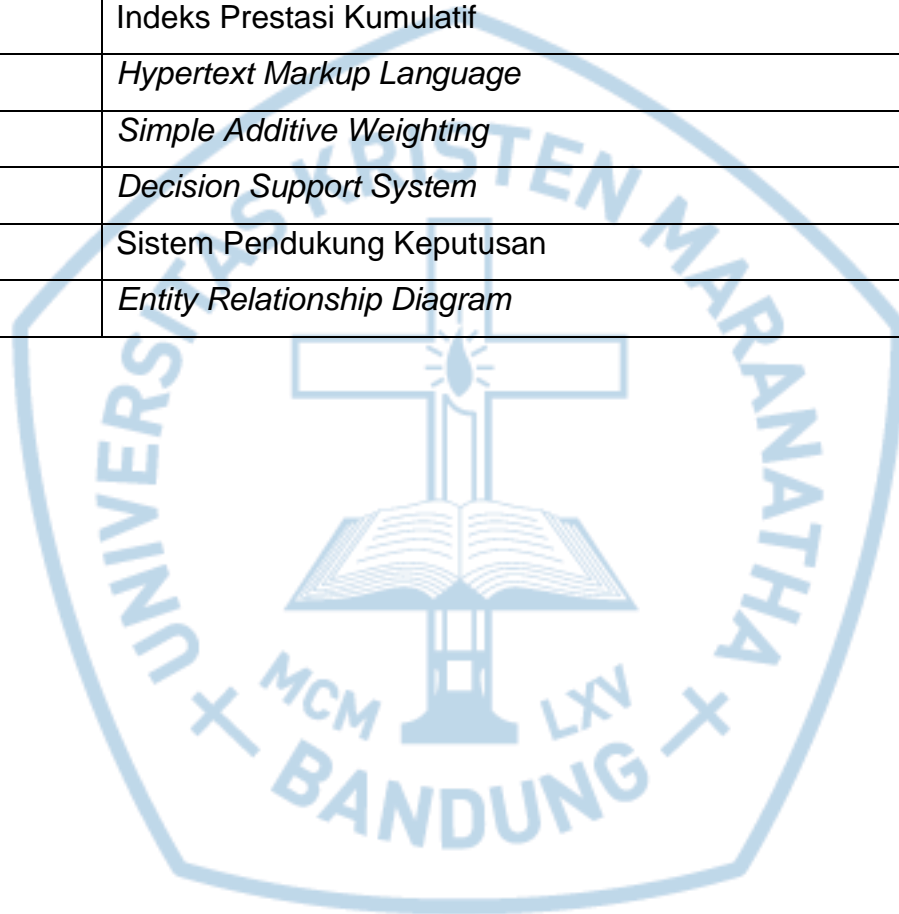 Indeks Prestasi Kumulatif
Hypertext Markup Language
Simple Additive Weighting
Decision Support System
Sistem Pendukung Keputusan
Entity Relationship Diagram
UNIVERSITAS KRISTEN MARANATHA
MCM LXV
BANDUNG